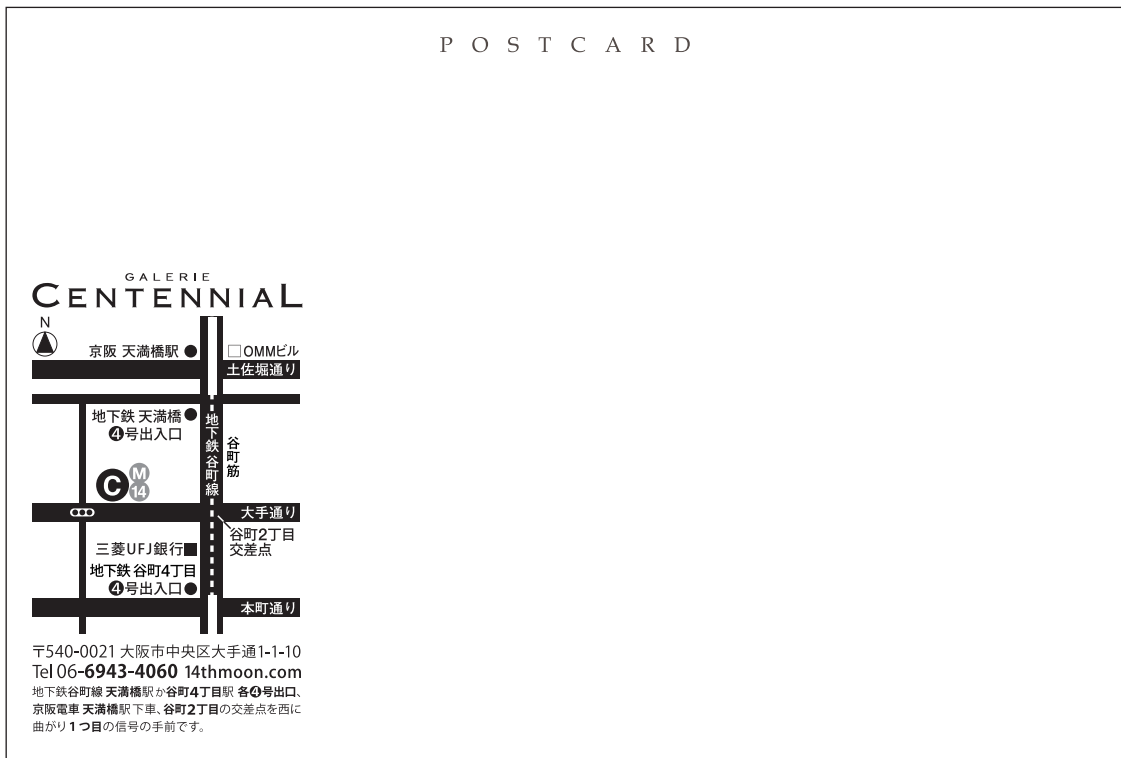 POSTCARD
GALERIE
CENTENNIAL
N
京阪 天満橋駅
OMMビル
土佐堀通り
地下鉄 天満橋
4号出入口
地下鉄谷町線
谷町筋
C
M
14
大手通り
谷町2丁目
交差点
三菱UFJ銀行
地下鉄 谷町4丁目
4号出入口
本町通り
〒540-0021 大阪市中央区大手通1-1-10
Tel 06-6943-4060 14thmoon.com
地下鉄谷町線 天満橋駅か谷町4丁目駅 各4号出口、
京阪電車 天満橋駅下車、谷町2丁目の交差点を西に
曲がり1つ目の信号の手前です。